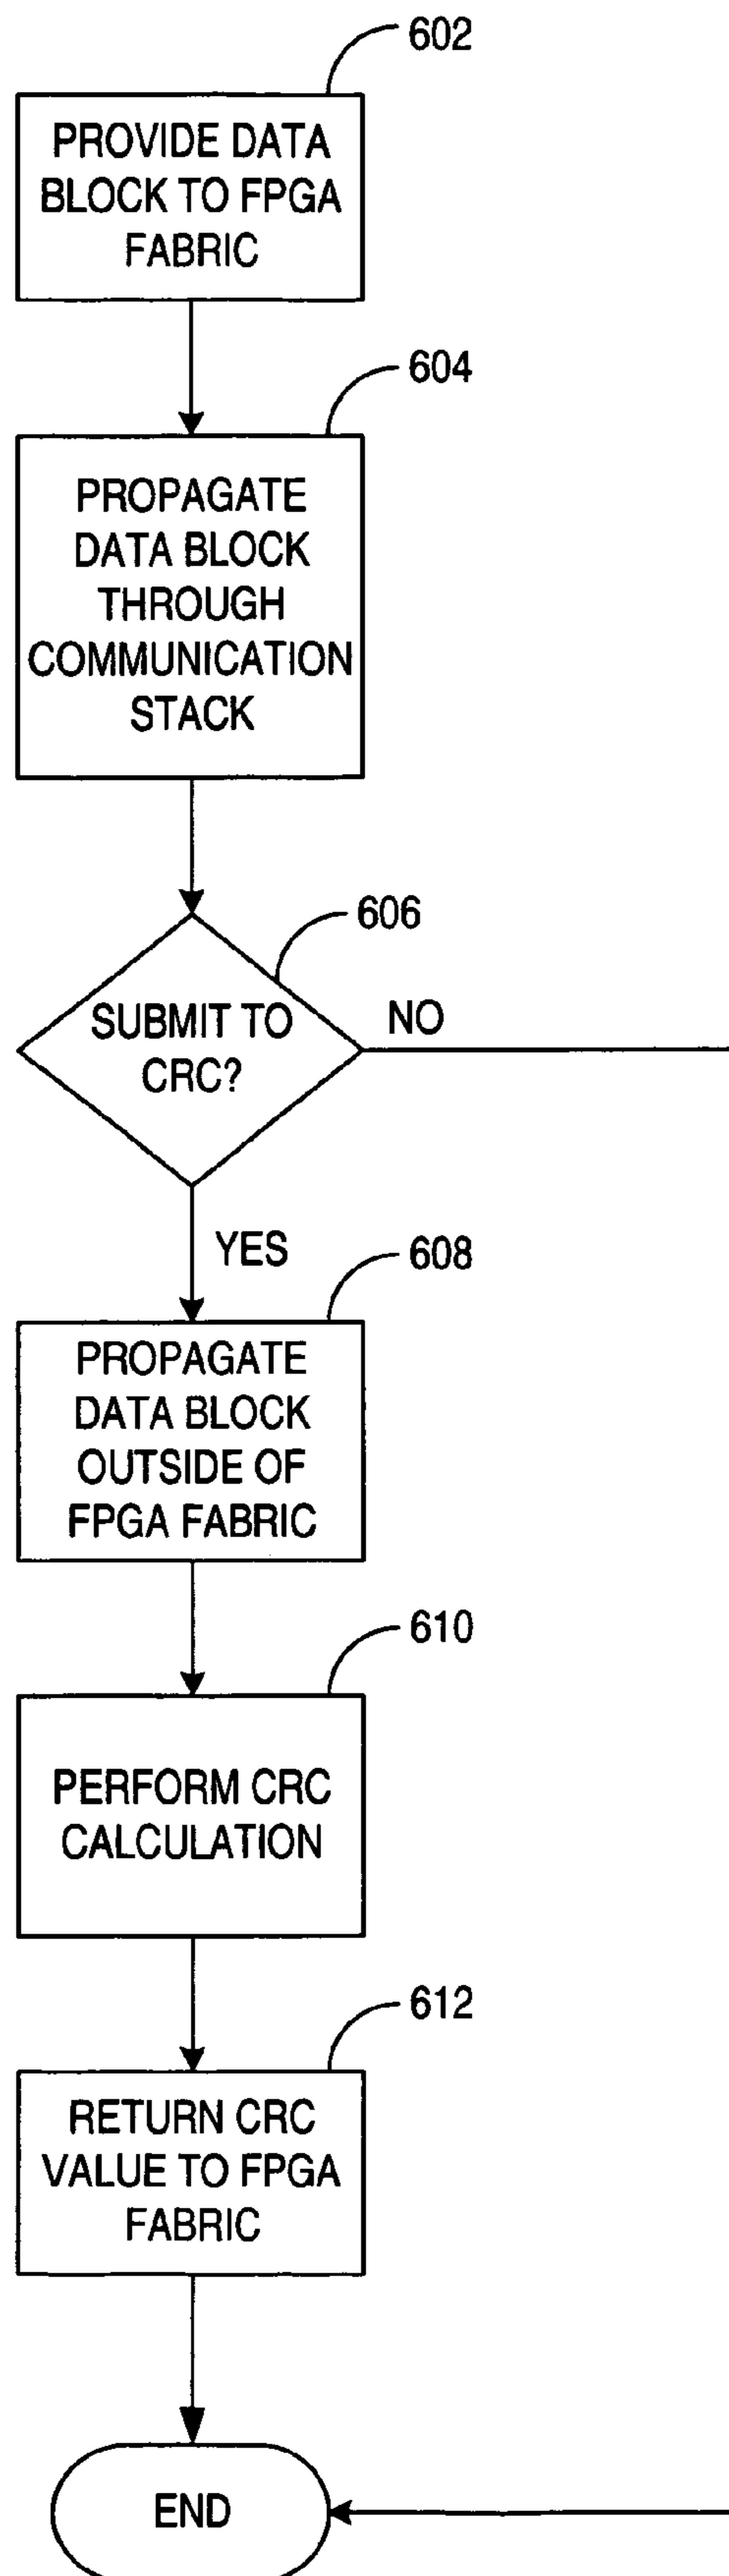 602
PROVIDE DATA
BLOCK TO FPGA
FABRIC
604
PROPAGATE
DATA BLOCK
THROUGH
COMMUNICATION
STACK
606
SUBMIT TO
CRC?
NO
YES
608
PROPAGATE
DATA BLOCK
OUTSIDE OF
FPGA FABRIC
610
PERFORM CRC
CALCULATION
612
RETURN CRC
VALUE TO FPGA
FABRIC
END